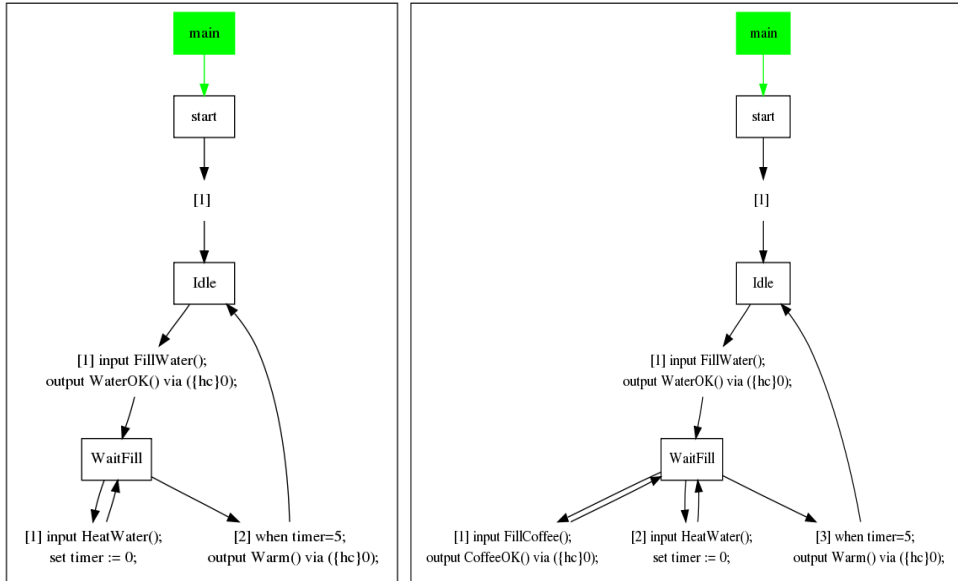 main
start
[1]
Idle
[1] input FillWater();
output WaterOK() via ({hc}0);
WaitFill
[1] input HeatWater();
set timer := 0;
[2] when timer=5;
output Warm() via ({hc}0);
main
start
[1]
Idle
[1] input FillWater();
output WaterOK() via ({hc}0);
WaitFill
[1] input FillCoffee();
output CoffeeOK() via ({hc}0);
[2] input HeatWater();
set timer := 0;
[3] when timer=5;
output Warm() via ({hc}0);